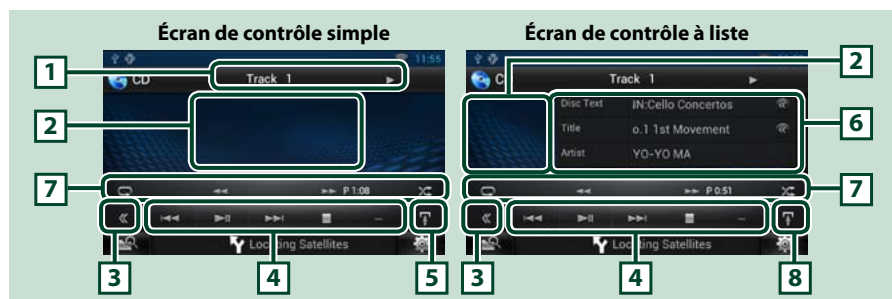 Écran de contrôle simple
Écran de contrôle à liste
1
2
7
3
4
5
11:55
CD
Track 1
P 1:08
Locating Satellites
2
6
7
3
4
8
C
Track 1
Disc Text IN:Cello Concertos
Title o.1 1st Movement
Artist YO-YO MA
P 0:51
Locating Satellites